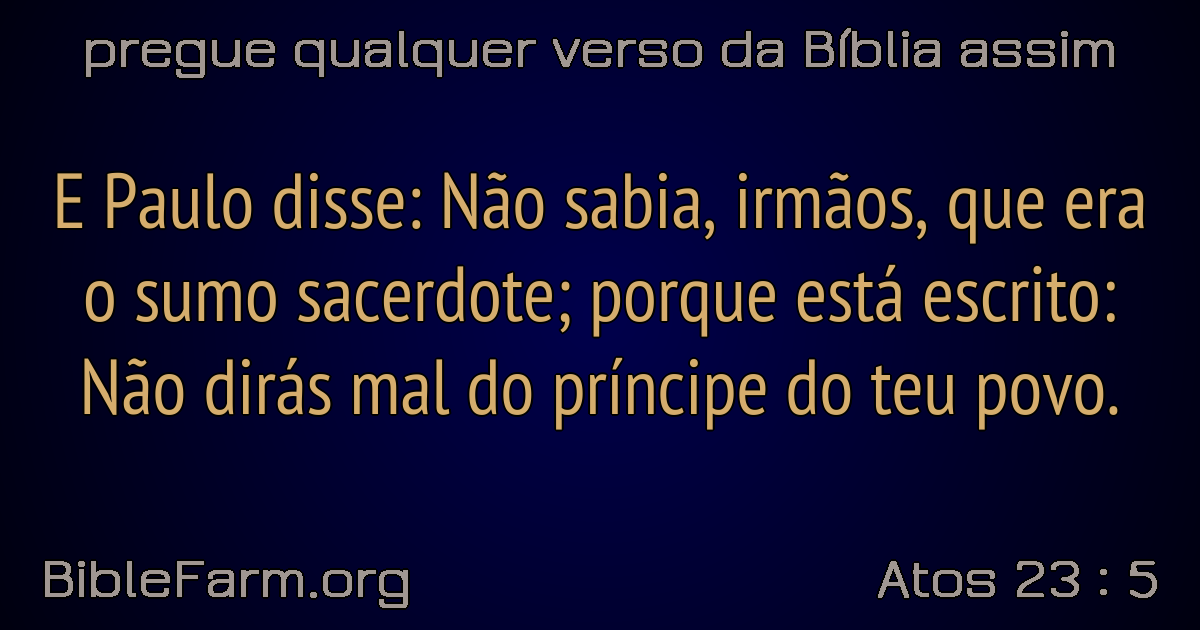 pregue qualquer verso da Bíblia assim
E Paulo disse: Não sabia, irmãos, que era
o sumo sacerdote; porque está escrito:
Não dirás mal do príncipe do teu povo.
BibleFarm.org
Atos 23 : 5